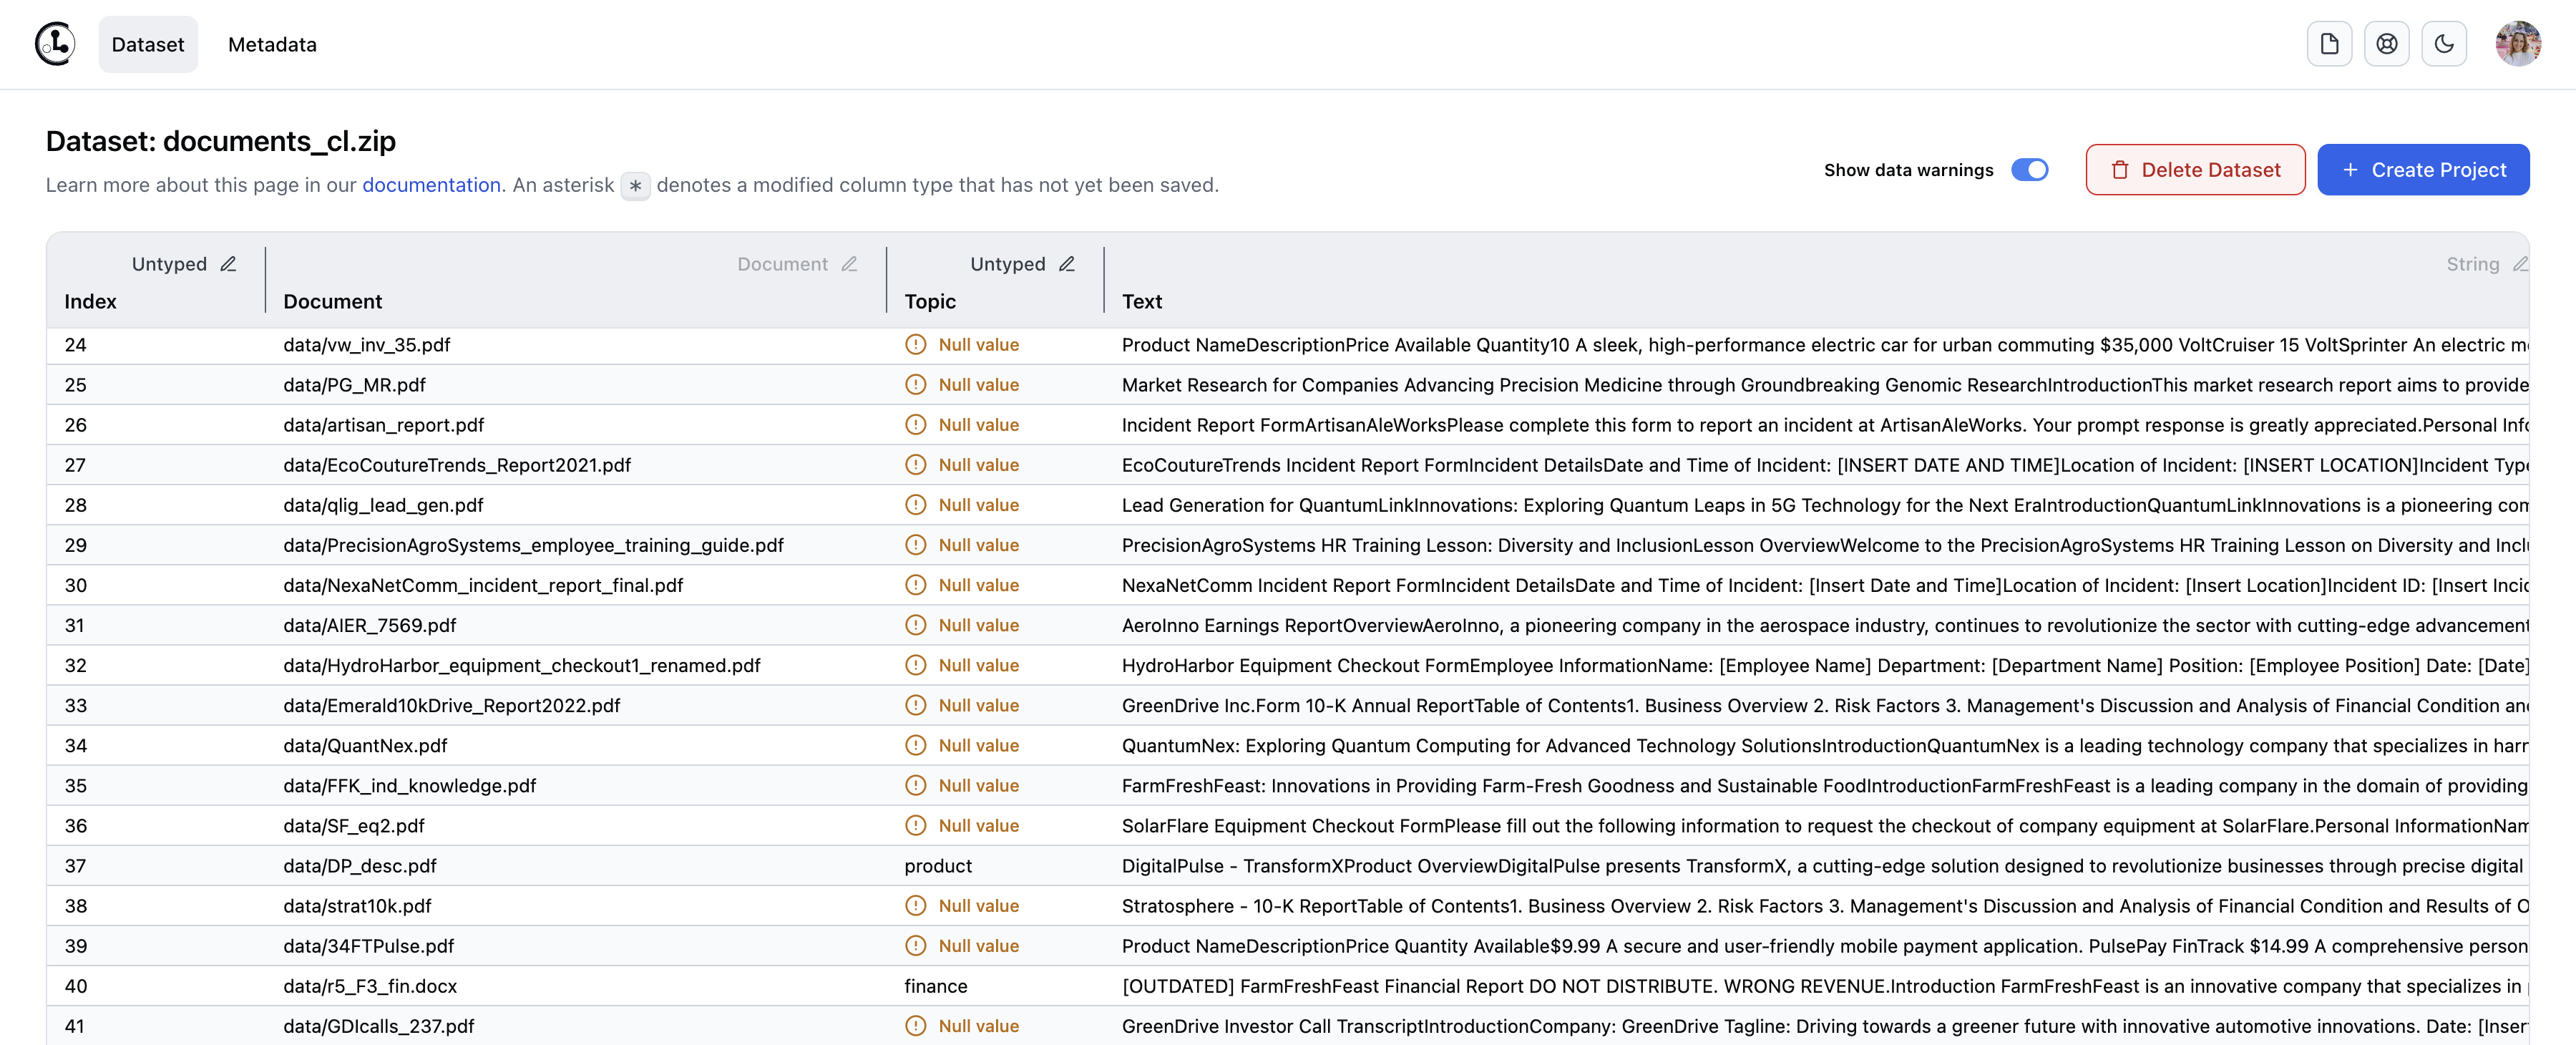 Dataset Metadata
Dataset: documents_cl.zip
Learn more about this page in our documentation. An asterisk * denotes a modified column type that has not yet been saved.
Show data warnings Delete Dataset + Create Project
Untyped Document Untyped String
Index Document Topic Text
24 data/vw_inv_35.pdf Null value Product NameDescriptionPrice Available Quantity10 A sleek, high-performance electric car for urban commuting $35,000 VoltCruiser 15 VoltSprinter An electric m
25 data/PG_MR.pdf Null value Market Research for Companies Advancing Precision Medicine through Groundbreaking Genomic ResearchIntroductionThis market research report aims to provide
26 data/artisan_report.pdf Null value Incident Report FormArtisanAleWorksPlease complete this form to report an incident at ArtisanAleWorks. Your prompt response is greatly appreciated.Personal Info
27 data/EcoCoutureTrends_Report2021.pdf Null value EcoCoutureTrends Incident Report FormIncident DetailsDate and Time of Incident: [INSERT DATE AND TIME]Location of Incident: [INSERT LOCATION]Incident Type
28 data/qlig_lead_gen.pdf Null value Lead Generation for QuantumLinkInnovations: Exploring Quantum Leaps in 5G Technology for the Next EraIntroductionQuantumLinkInnovations is a pioneering com
29 data/PrecisionAgroSystems_employee_training_guide.pdf Null value PrecisionAgroSystems HR Training Lesson: Diversity and InclusionLesson OverviewWelcome to the PrecisionAgroSystems HR Training Lesson on Diversity and Incl
30 data/NexaNetComm_incident_report_final.pdf Null value NexaNetComm Incident Report FormIncident DetailsDate and Time of Incident: [Insert Date and Time]Location of Incident: [Insert Location]Incident ID: [Insert Inci
31 data/AIER_7569.pdf Null value AeroInno Earnings ReportOverviewAeroInno, a pioneering company in the aerospace industry, continues to revolutionize the sector with cutting-edge advancement
32 data/HydroHarbor_equipment_checkout1_renamed.pdf Null value HydroHarbor Equipment Checkout FormEmployee InformationName: [Employee Name] Department: [Department Name] Position: [Employee Position] Date: [Date]
33 data/Emerald10kDrive_Report2022.pdf Null value GreenDrive Inc.Form 10-K Annual ReportTable of Contents1. Business Overview 2. Risk Factors 3. Management's Discussion and Analysis of Financial Condition an
34 data/QuantNex.pdf Null value QuantumNex: Exploring Quantum Computing for Advanced Technology SolutionsIntroductionQuantumNex is a leading technology company that specializes in harn
35 data/FFK_ind_knowledge.pdf Null value FarmFreshFeast: Innovations in Providing Farm-Fresh Goodness and Sustainable FoodIntroductionFarmFreshFeast is a leading company in the domain of providing
36 data/SF_eq2.pdf Null value SolarFlare Equipment Checkout FormPlease fill out the following information to request the checkout of company equipment at SolarFlare.Personal InformationNam
37 data/DP_desc.pdf product DigitalPulse - TransformXProduct OverviewDigitalPulse presents TransformX, a cutting-edge solution designed to revolutionize businesses through precise digital
38 data/strat10k.pdf Null value Stratosphere - 10-K ReportTable of Contents1. Business Overview 2. Risk Factors 3. Management's Discussion and Analysis of Financial Condition and Results of O
39 data/34FTPulse.pdf Null value Product NameDescriptionPrice Quantity Available$9.99 A secure and user-friendly mobile payment application. PulsePay FinTrack $14.99 A comprehensive person
40 data/r5_F3_fin.docx finance [OUTDATED] FarmFreshFeast Financial Report DO NOT DISTRIBUTE. WRONG REVENUE.Introduction FarmFreshFeast is an innovative company that specializes in
41 data/GDIcalls_237.pdf Null value GreenDrive Investor Call TranscriptIntroductionCompany: GreenDrive Tagline: Driving towards a greener future with innovative automotive innovations. Date: [Inser